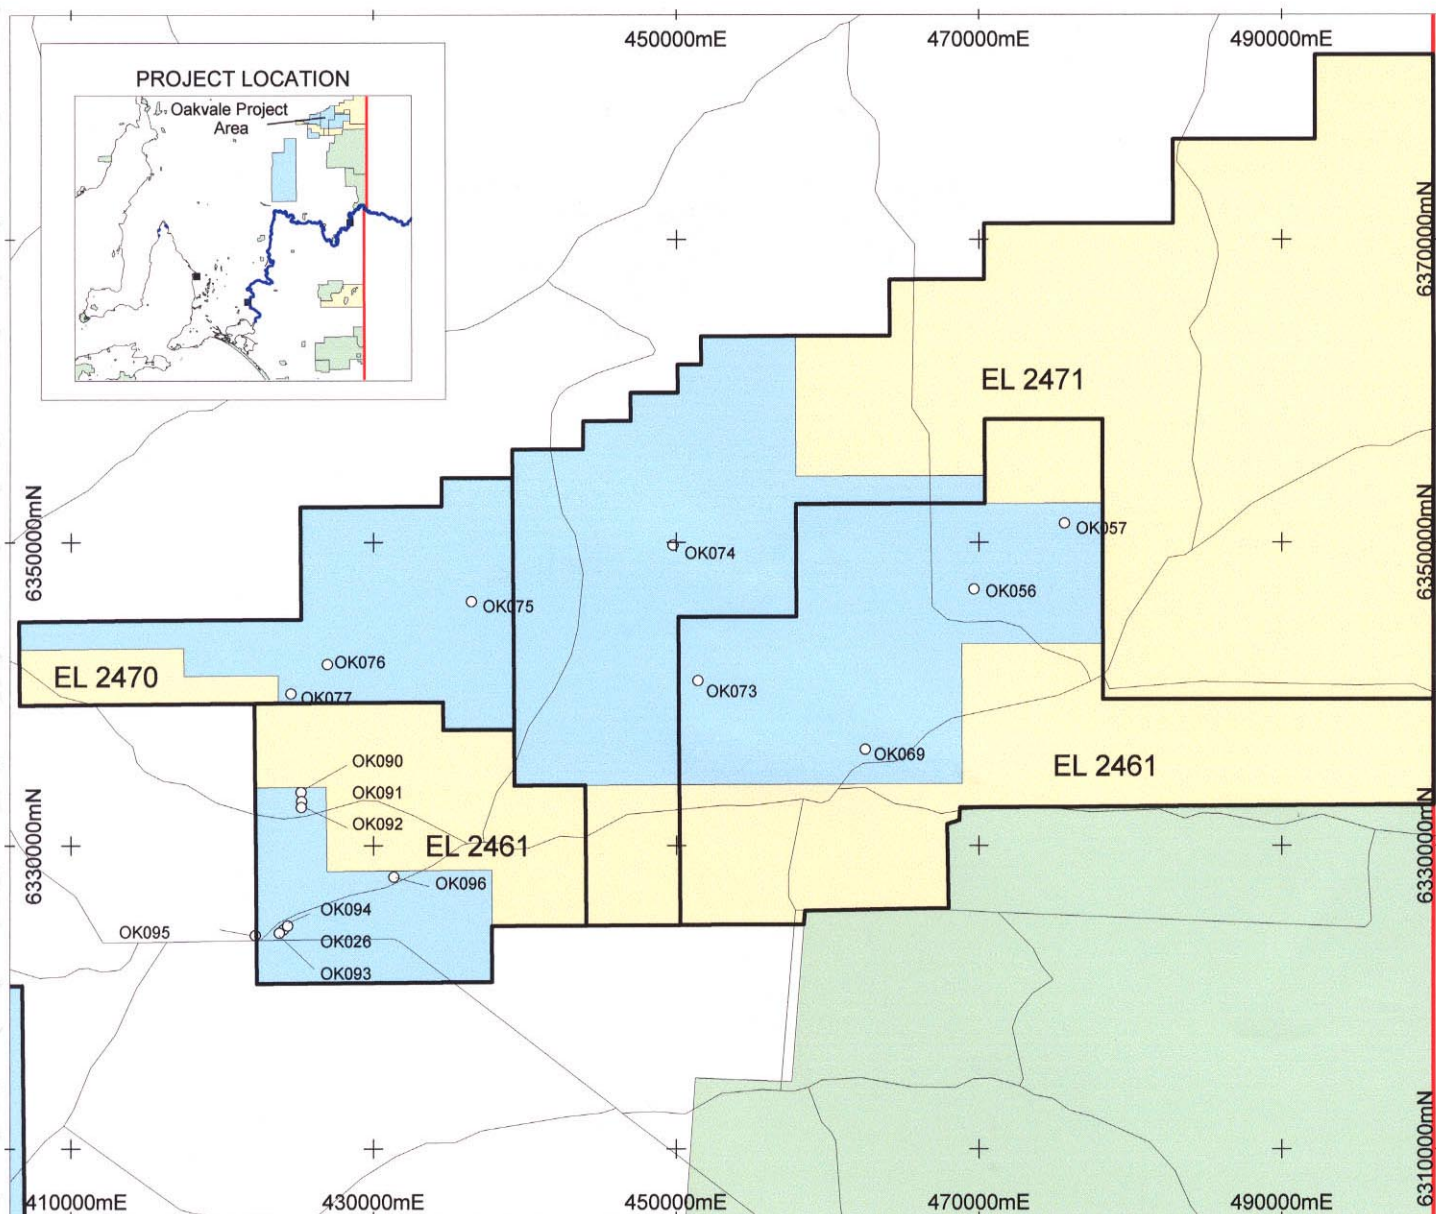 450000mE
470000mE
490000mE
PROJECT LOCATION
Oakvale Project
Area
6370000mN
EL 2471
6350000mN
6350000mN
OK057
OK074
OK056
OK075
OK076
EL 2470
OK077
OK073
OK069
OK090
EL 2461
OK091
OK092
6330000mN
6330000mN
EL 2461
OK096
OK094
OK095
OK026
OK093
6310000mN
410000mE
430000mE
450000mE
470000mE
490000mE